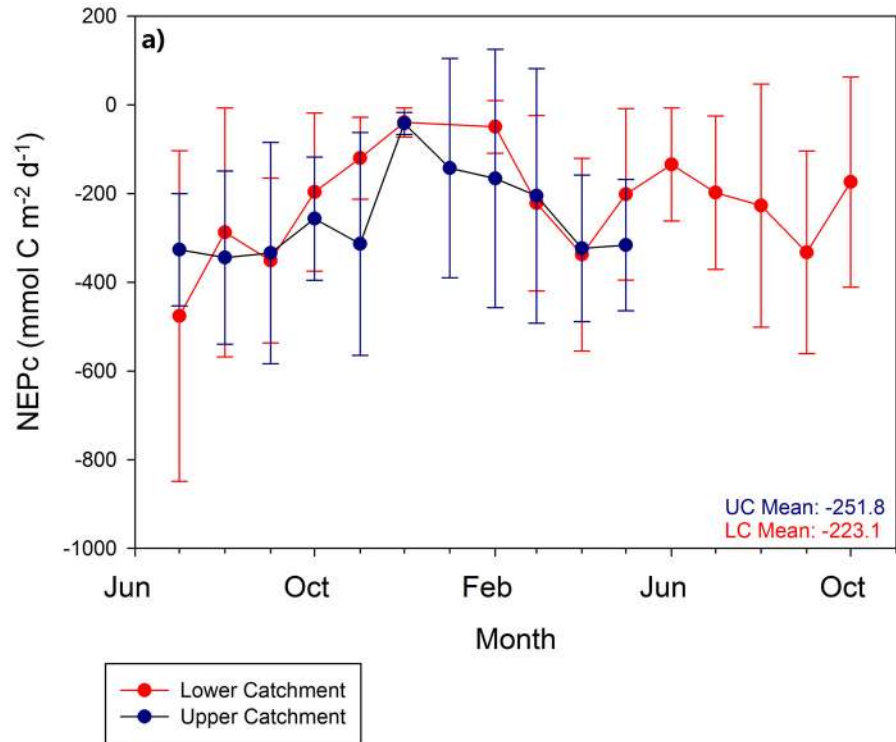 a)
200
0
-200
-400
-600
-800
-1000
NEPc (mmol C m⁻² d⁻¹)
UC Mean: -251.8
LC Mean: -223.1
Jun Oct Feb Jun Oct
Month
Lower Catchment
Upper Catchment